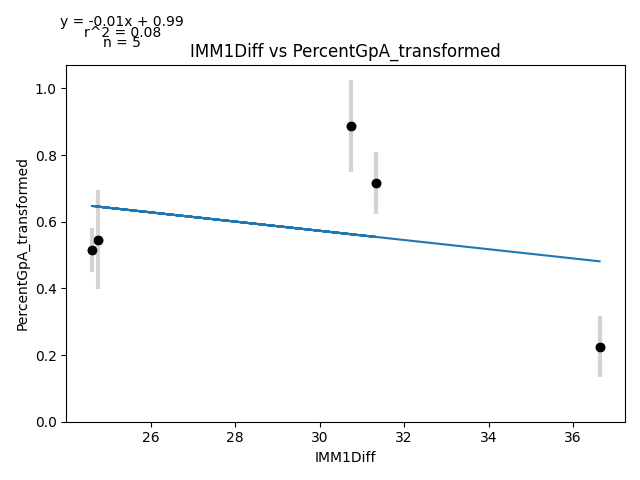 y = -0.01x + 0.99
r^2 = 0.08
n = 5
IMM1Diff vs PercentGpA_transformed
1.0
0.8
0.6
0.4
0.2
0.0
PercentGpA_transformed
26
28
30
32
34
36
IMM1Diff